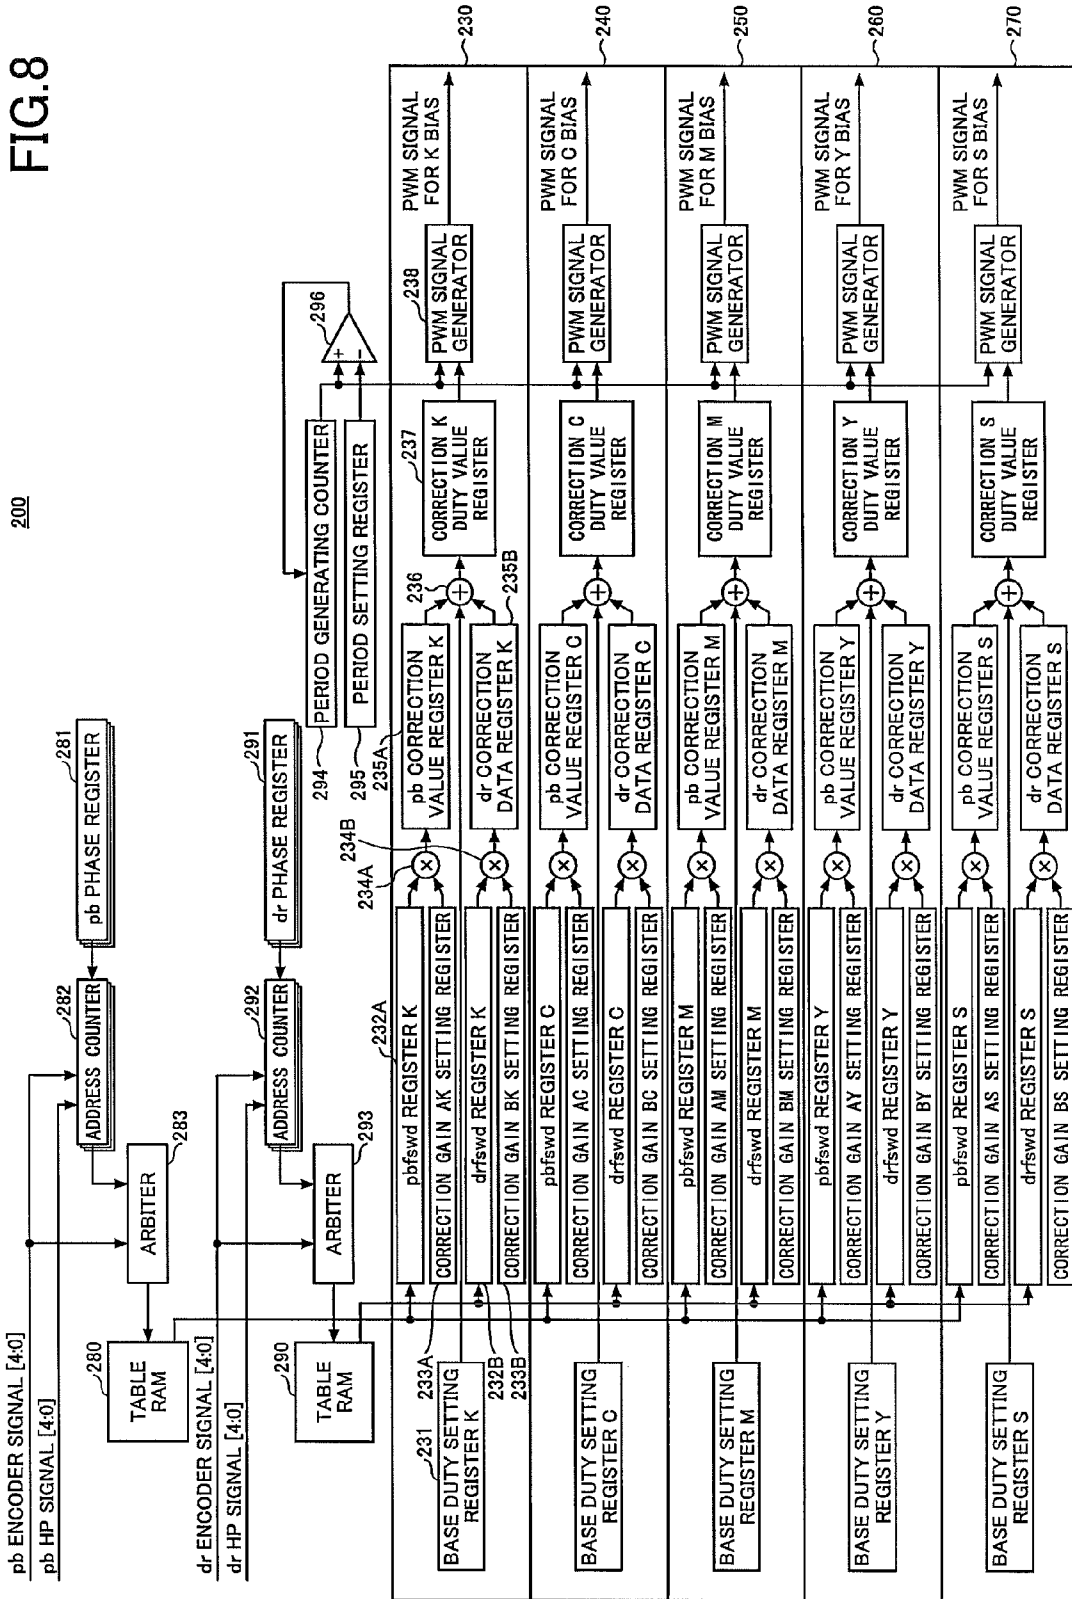 FIG.8
200
pb ENCODER SIGNAL [4:0]
pb HP SIGNAL [4:0]
TABLE
RAM
280
ARBITER
283
ADDRESS COUNTER
282
pb PHASE REGISTER
281
dr ENCODER SIGNAL [4:0]
dr HP SIGNAL [4:0]
TABLE
RAM
290
ARBITER
293
ADDRESS COUNTER
292
dr PHASE REGISTER
291
PERIOD GENERATING COUNTER
294
PERIOD SETTING REGISTER
295
+
−
296
BASE DUTY SETTING
REGISTER K
231
pbfswd REGISTER K
232A
CORRECTION GAIN AK SETTING REGISTER
233A
drfswd REGISTER K
232B
CORRECTION GAIN BK SETTING REGISTER
233B
×
234A
×
234B
pb CORRECTION
VALUE REGISTER K
235A
dr CORRECTION
DATA REGISTER K
235B
+
236
CORRECTION K
DUTY VALUE
REGISTER
237
PWM SIGNAL
GENERATOR
238
PWM SIGNAL
FOR K BIAS
230
BASE DUTY SETTING
REGISTER C
pbfswd REGISTER C
CORRECTION GAIN AC SETTING REGISTER
drfswd REGISTER C
CORRECTION GAIN BC SETTING REGISTER
×
×
pb CORRECTION
VALUE REGISTER C
dr CORRECTION
DATA REGISTER C
+
CORRECTION C
DUTY VALUE
REGISTER
PWM SIGNAL
GENERATOR
PWM SIGNAL
FOR C BIAS
240
BASE DUTY SETTING
REGISTER M
pbfswd REGISTER M
CORRECTION GAIN AM SETTING REGISTER
drfswd REGISTER M
CORRECTION GAIN BM SETTING REGISTER
×
×
pb CORRECTION
VALUE REGISTER M
dr CORRECTION
DATA REGISTER M
+
CORRECTION M
DUTY VALUE
REGISTER
PWM SIGNAL
GENERATOR
PWM SIGNAL
FOR M BIAS
250
BASE DUTY SETTING
REGISTER Y
pbfswd REGISTER Y
CORRECTION GAIN AY SETTING REGISTER
drfswd REGISTER Y
CORRECTION GAIN BY SETTING REGISTER
×
×
pb CORRECTION
VALUE REGISTER Y
dr CORRECTION
DATA REGISTER Y
+
CORRECTION Y
DUTY VALUE
REGISTER
PWM SIGNAL
GENERATOR
PWM SIGNAL
FOR Y BIAS
260
BASE DUTY SETTING
REGISTER S
pbfswd REGISTER S
CORRECTION GAIN AS SETTING REGISTER
drfswd REGISTER S
CORRECTION GAIN BS SETTING REGISTER
×
×
pb CORRECTION
VALUE REGISTER S
dr CORRECTION
DATA REGISTER S
+
CORRECTION S
DUTY VALUE
REGISTER
PWM SIGNAL
GENERATOR
PWM SIGNAL
FOR S BIAS
270